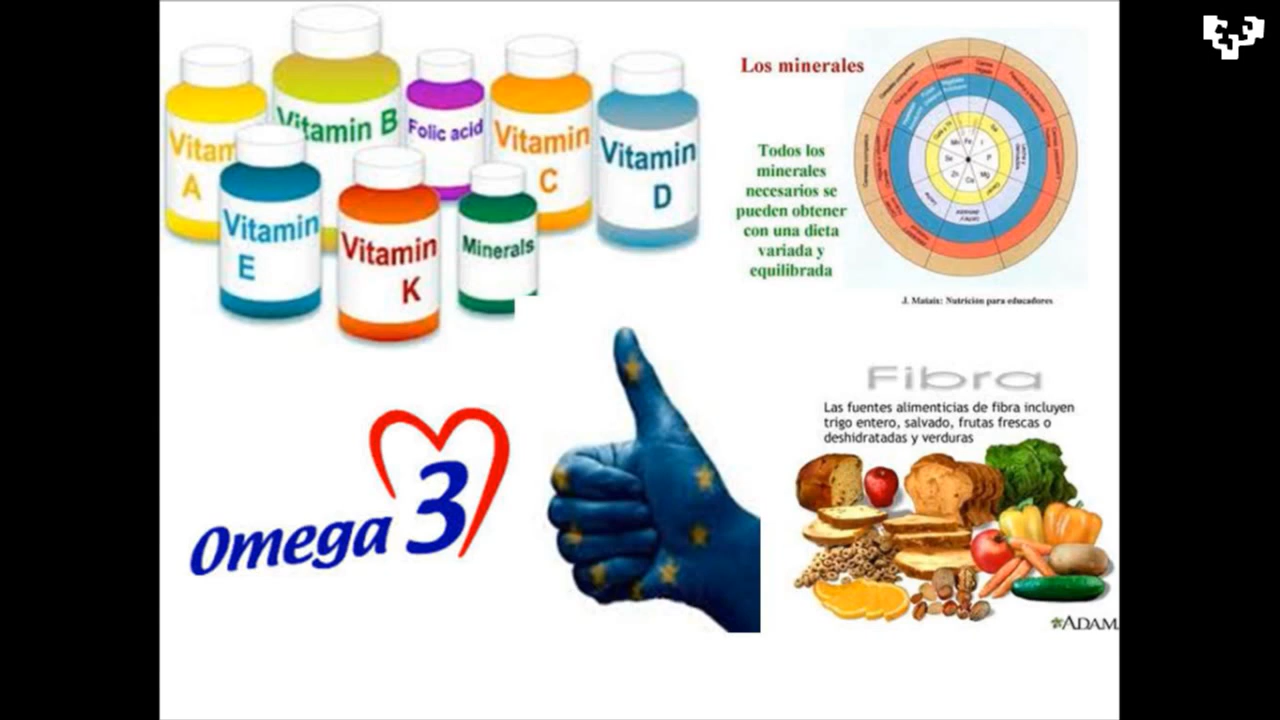 Vitamin
A
Vitamin B
Folic acid
Vitamin
C
Vitamin
D
Vitamin
E
Vitamin
K
Minerals
Los minerales
Todos los
minerales
necesarios se
pueden obtener
con una dieta
variada y
equilibrada
J. Mataix: Nutrición para educadores
Omega 3
Fibra
Las fuentes alimenticias de fibra incluyen
trigo entero, salvado, frutas frescas o
deshidratadas y verduras
ADAM